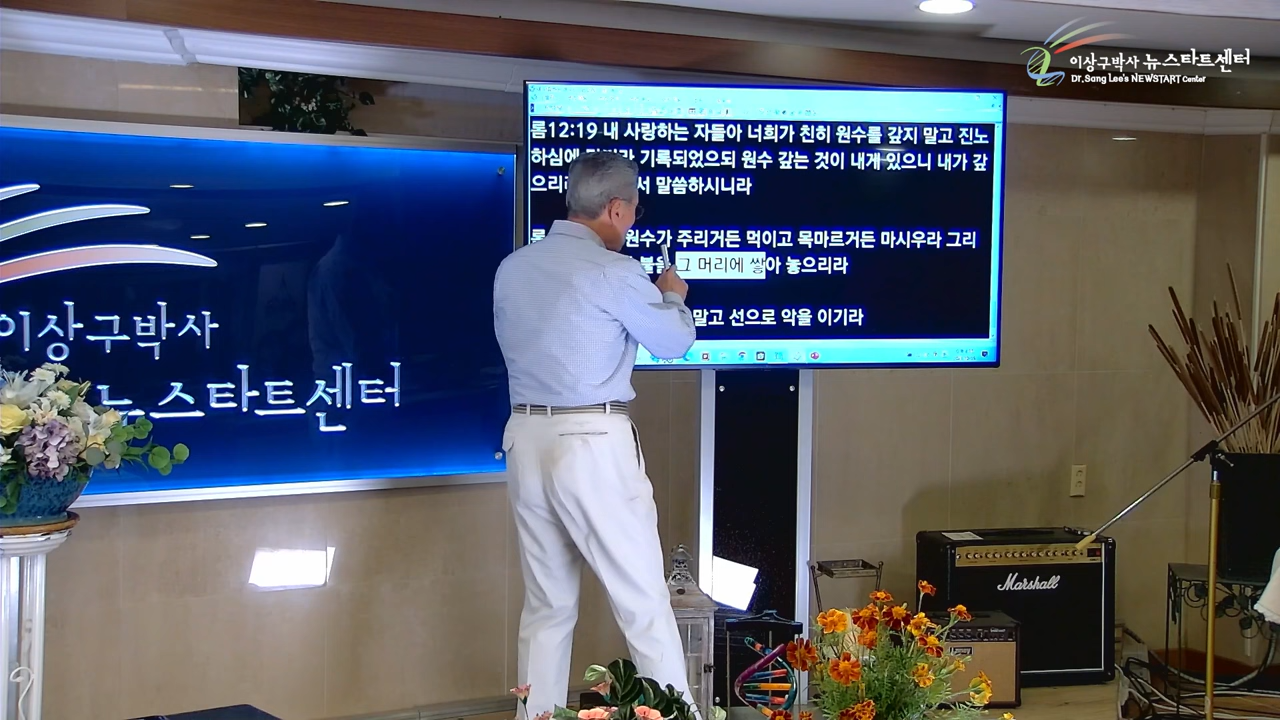 이상구박사 뉴스타트센터
Dr. Sang Lee's NEWSTART Center
롬12:19 내 사랑하는 자들아 너희가 친히 원수를 갚지 말고 진노
하심에 기록되었으되 원수 갚는 것이 내게 있으니 내가 갚
으리라 말씀하시니라
원수가 주리거든 먹이고 목마르거든 마시우라 그리
그 머리에 쌓아 놓으리라
말고 선으로 악을 이기라
이상구박사
뉴스타트센터
Marshall